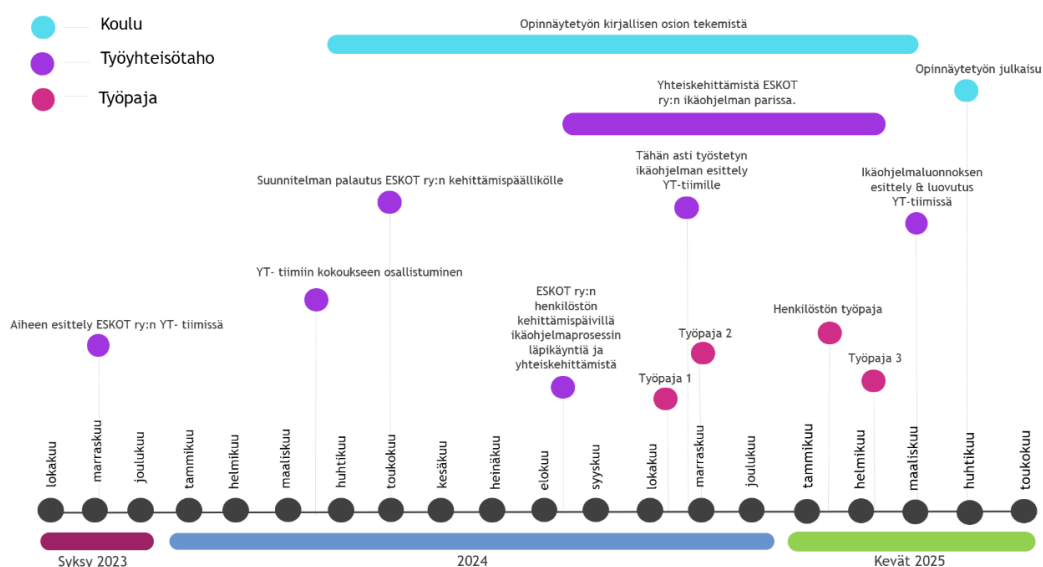 Koulu
Työyhteisötaho
Työpaja
Opinnäytetyön kirjallisen osion tekemistä
Opinnäytetyön julkaisu
Yhteiskehittämistä ESKOT
ry:n ikäohjelman parissa.
Tähän asti työstetyn
ikäohjelman esittely
YT-tiimille
Ikäohjelmaluonnoksen
esittely & luovutus
YT-tiimissä
Suunnitelman palautus ESKOT ry:n kehittämispäällikölle
YT- tiimiin kokoukseen osallistuminen
ESKOT ry:n
henkilöstön
kehittämispäivillä
ikäohjelmaprosessin
läpikäyntiä ja
yhteiskehittämistä
Aiheen esittely ESKOT ry:n YT- tiimissä
Henkilöstön työpaja
Työpaja 2
Työpaja 3
Työpaja 1
lokakuu
marraskuu
joulukuu
tammikuu
helmikuu
maaliskuu
huhtikuu
toukokuu
kesäkuu
heinäkuu
elokuu
syyskuu
lokakuu
marraskuu
joulukuu
tammikuu
helmikuu
maaliskuu
huhtikuu
toukokuu
Syksy 2023
2024
Kevät 2025